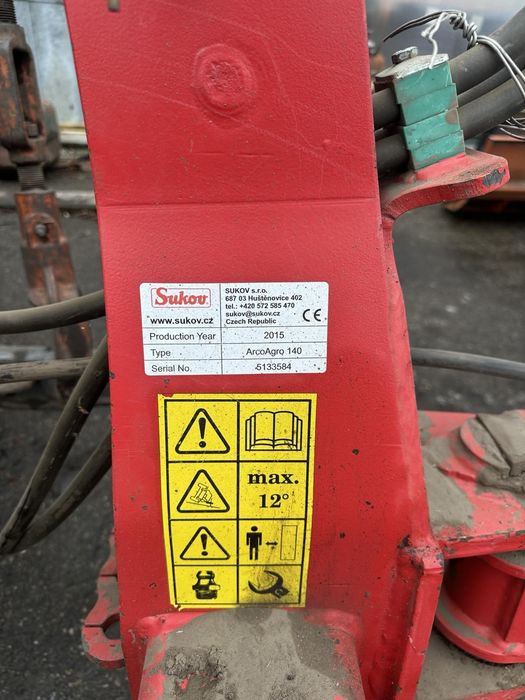 Sukov
www.sukov.cz
SUKOV s.r.o.
687 03 Huštěnovice 402
tel.: +420 572 585 470
sukov@sukov.cz
Czech Republic
CE
Production Year 2015
Type ArcoAgro 140
Serial No. 5133584
max.
12°